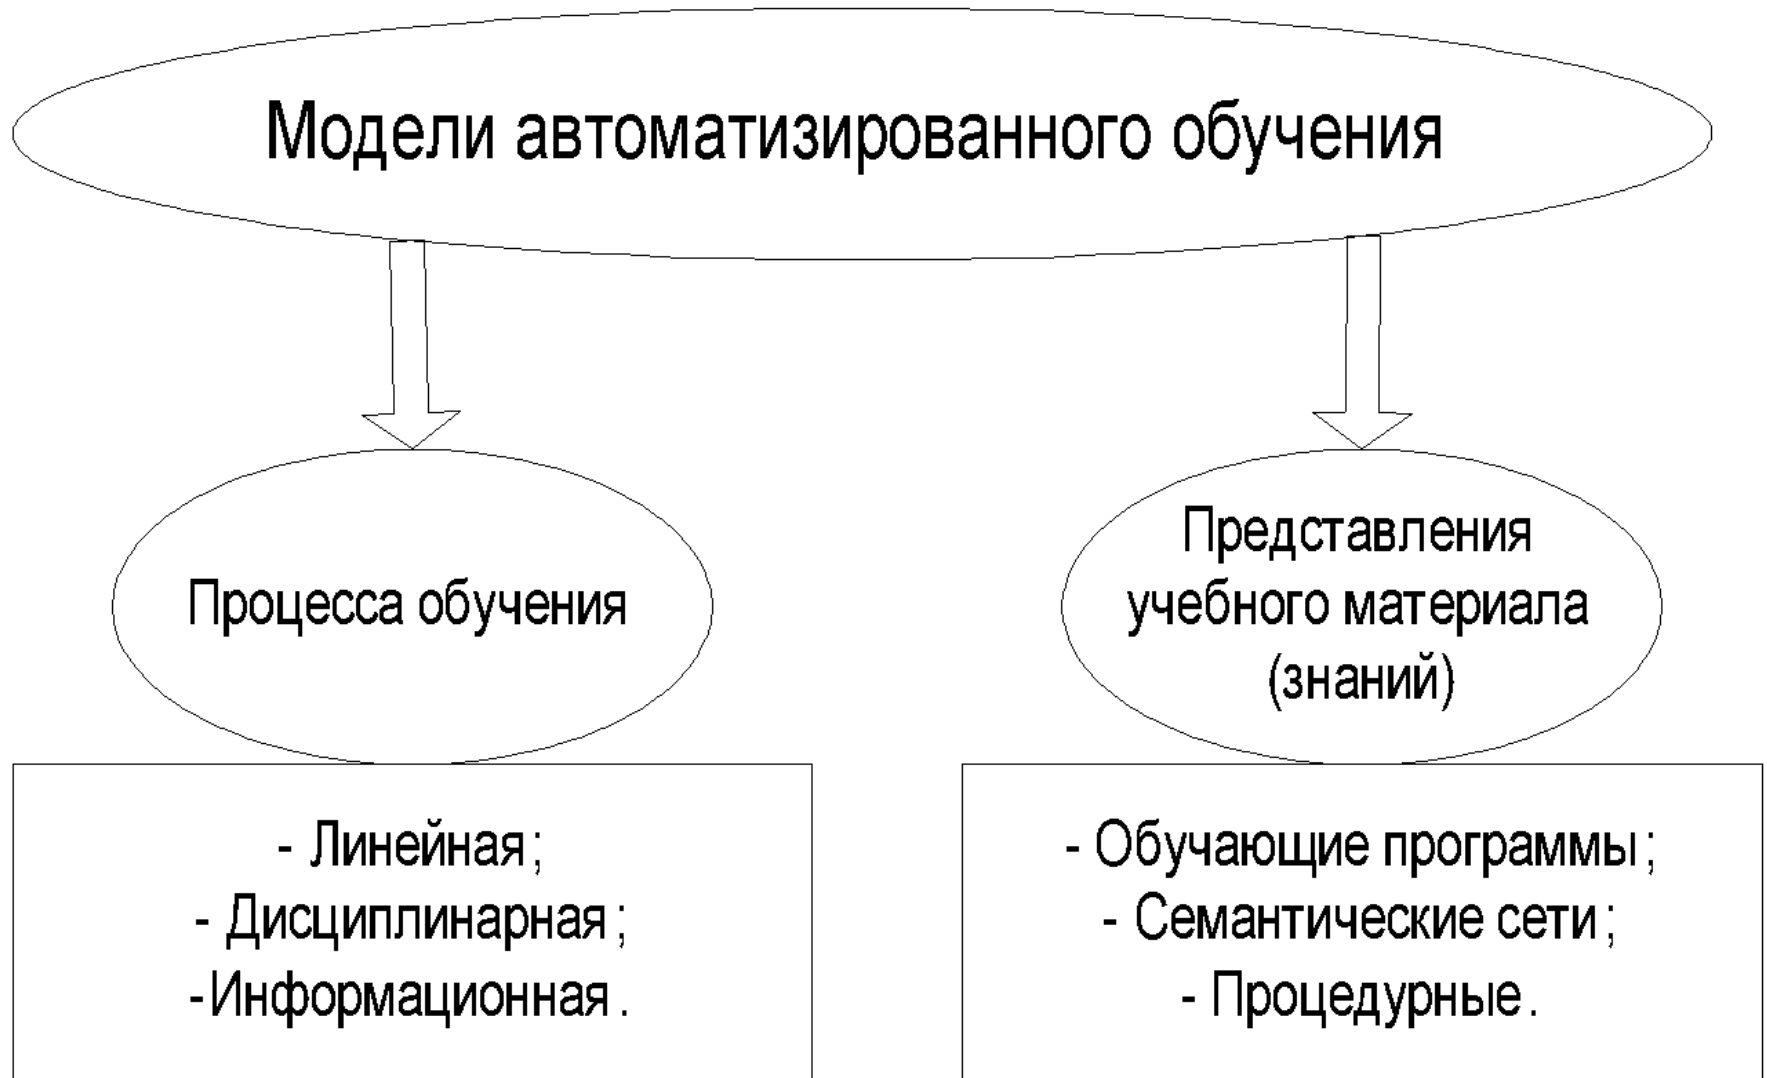 Модели автоматизированного обучения
Процесса обучения
Представления
учебного материала
(знаний)
- Линейная;
- Дисциплинарная;
-Информационная.
- Обучающие программы;
- Семантические сети;
- Процедурные.